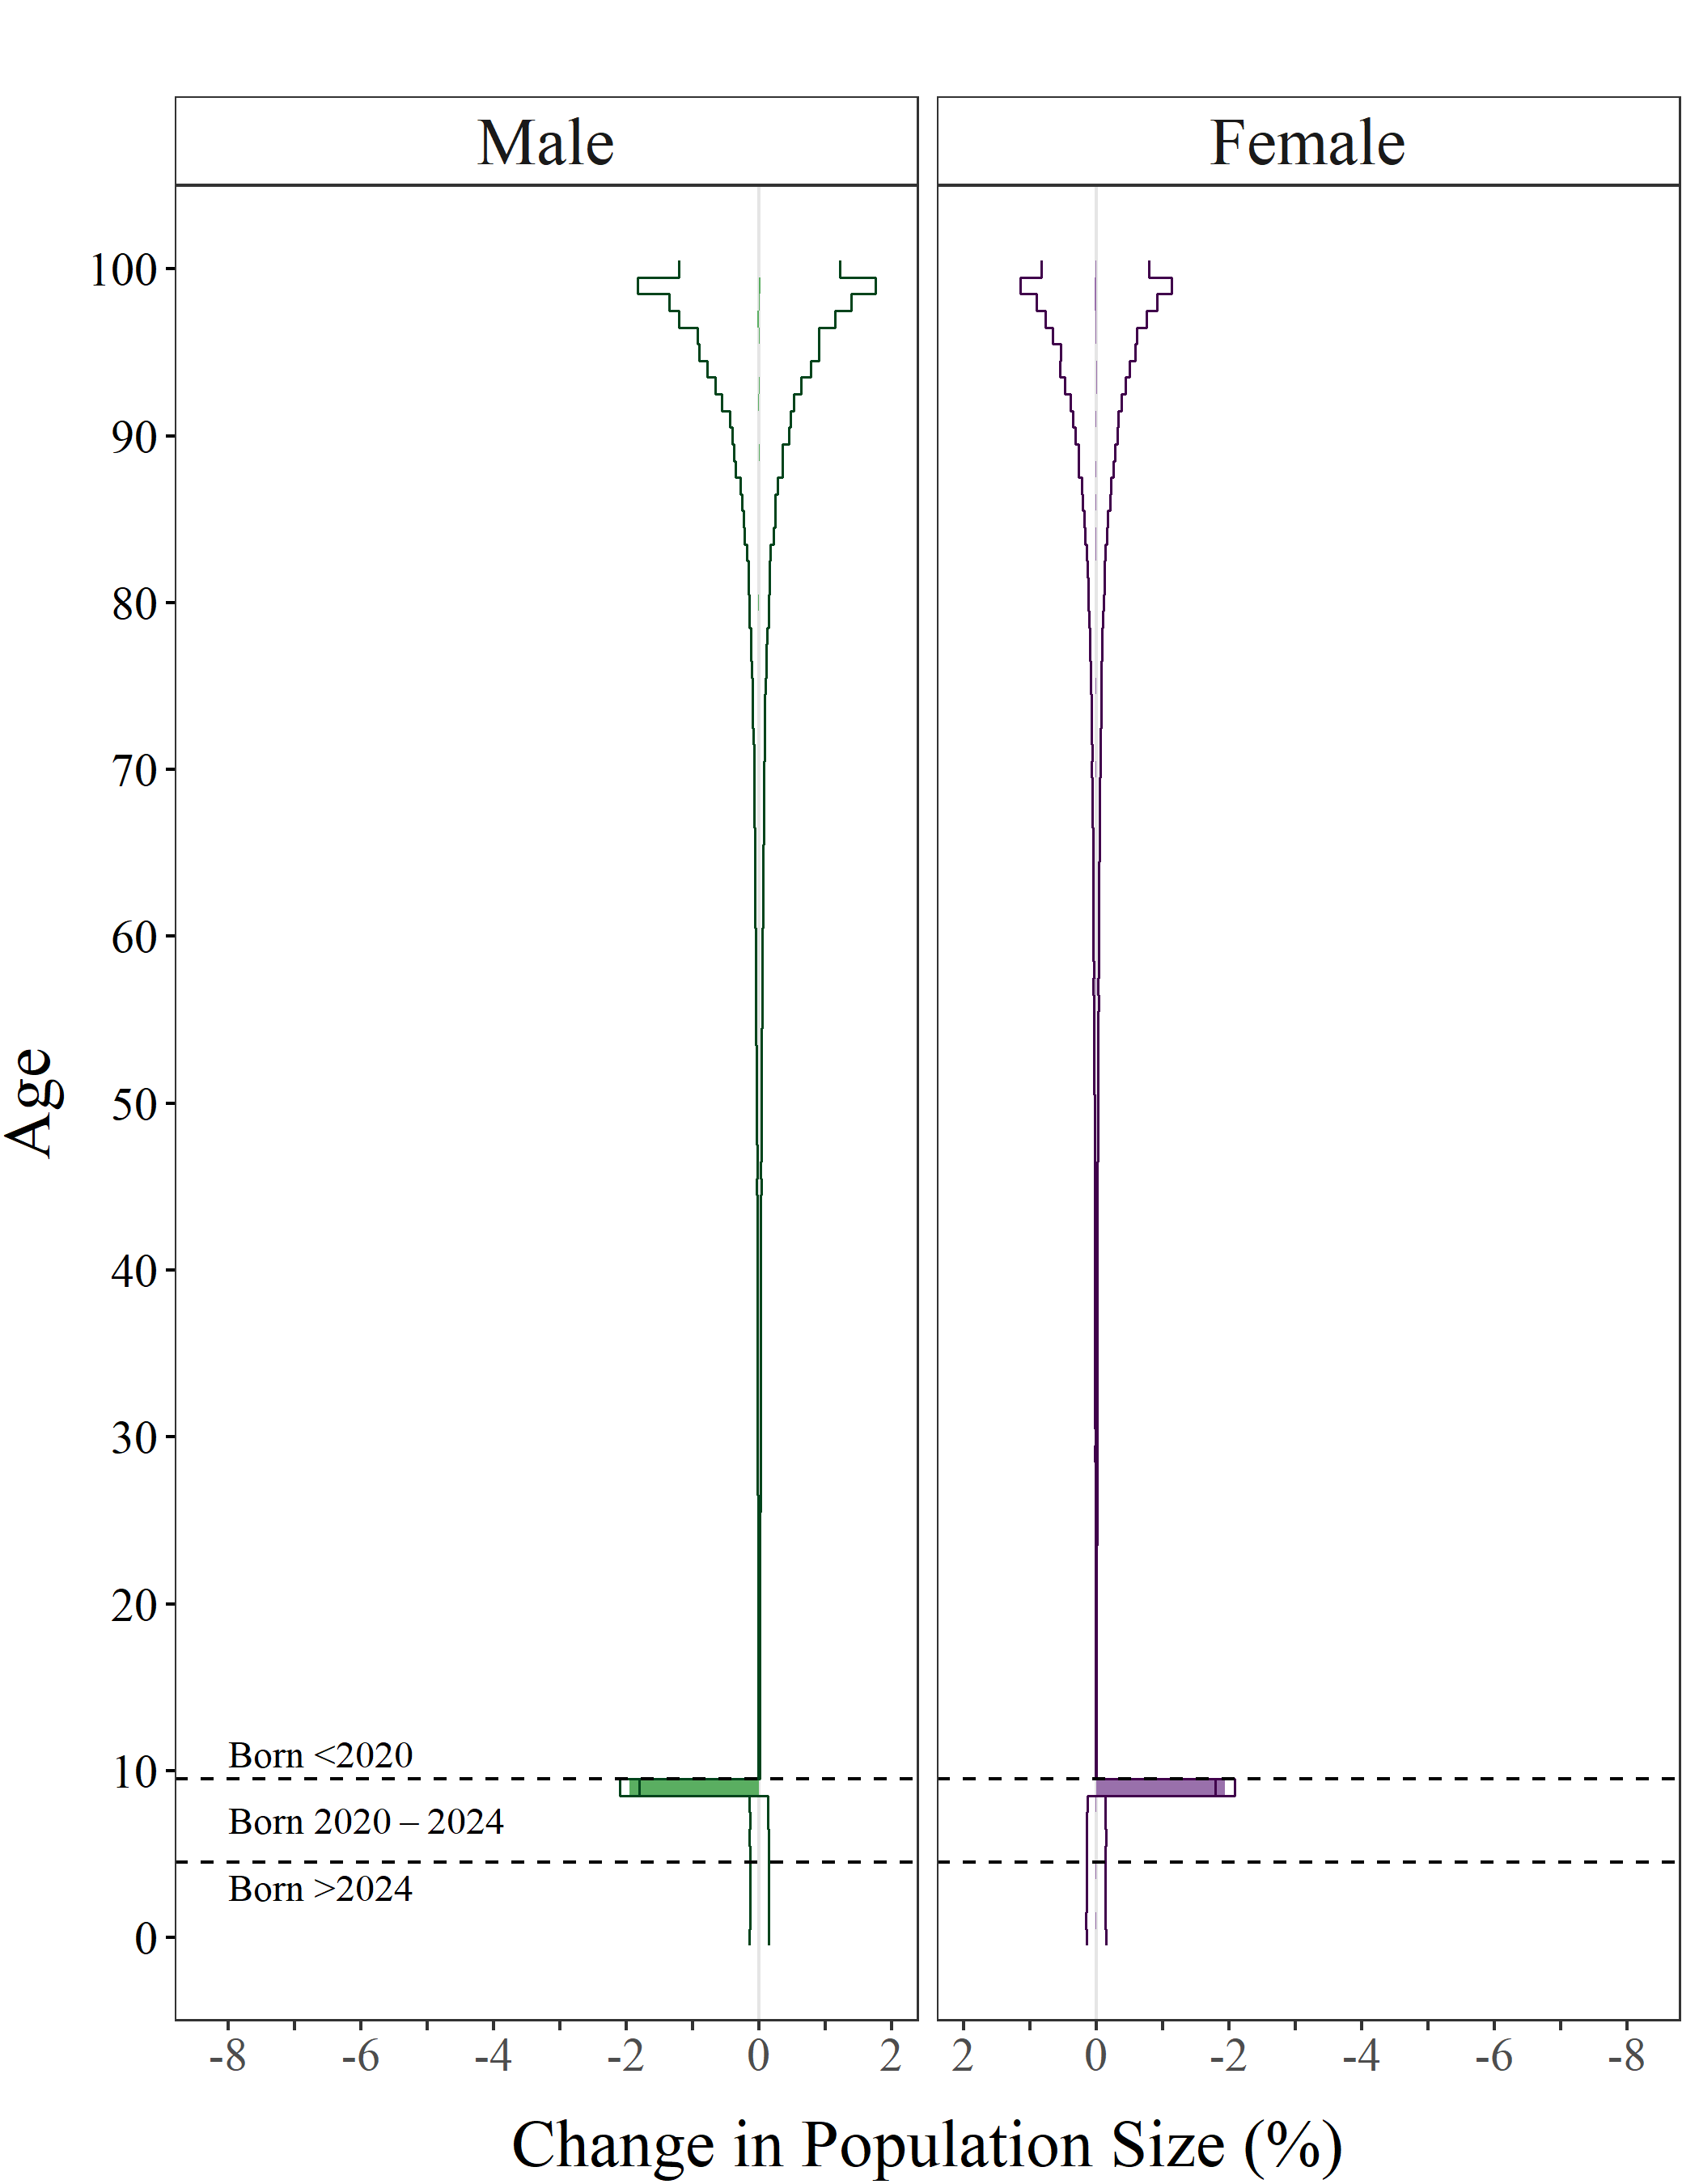 Male Female
100
90
80
70
60
50
40
30
20
10
0
Age
Born <2020
Born 2020 – 2024
Born >2024
-8 -6 -4 -2 0 2 2 0 -2 -4 -6 -8
Change in Population Size (%)